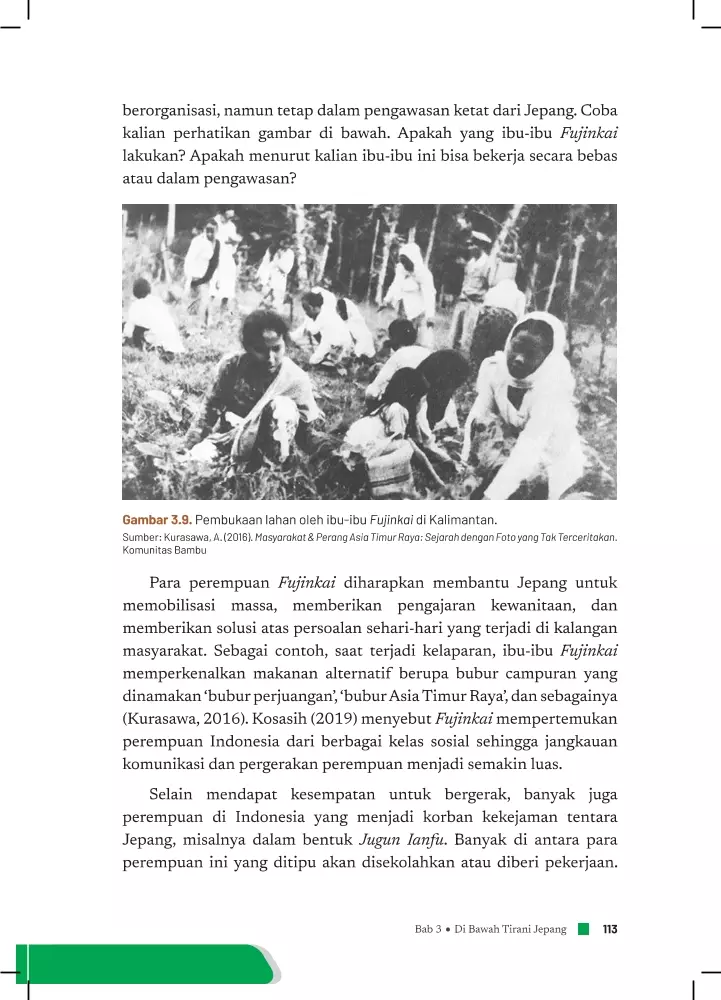 berorganisasi, namun tetap dalam pengawasan ketat dari Jepang. Coba
kalian perhatikan gambar di bawah. Apakah yang ibu-ibu Fujinkai
lakukan? Apakah menurut kalian ibu-ibu ini bisa bekerja secara bebas
atau dalam pengawasan?
Gambar 3.9. Pembukaan lahan oleh ibu-ibu Fujinkai di Kalimantan.
Sumber: Kurasawa, A. (2016). Masyarakat & Perang Asia Timur Raya: Sejarah dengan Foto yang Tak Terceritakan.
Komunitas Bambu
Para perempuan Fujinkai diharapkan membantu Jepang untuk
memobilisasi massa, memberikan pengajaran kewanitaan, dan
memberikan solusi atas persoalan sehari-hari yang terjadi di kalangan
masyarakat. Sebagai contoh, saat terjadi kelaparan, ibu-ibu Fujinkai
memperkenalkan makanan alternatif berupa bubur campuran yang
dinamakan ‘bubur perjuangan’, ‘bubur Asia Timur Raya’, dan sebagainya
(Kurasawa, 2016). Kosasih (2019) menyebut Fujinkai mempertemukan
perempuan Indonesia dari berbagai kelas sosial sehingga jangkauan
komunikasi dan pergerakan perempuan menjadi semakin luas.
Selain mendapat kesempatan untuk bergerak, banyak juga
perempuan di Indonesia yang menjadi korban kekejaman tentara
Jepang, misalnya dalam bentuk Jugun Ianfu. Banyak di antara para
perempuan ini yang ditipu akan disekolahkan atau diberi pekerjaan.
Bab 3 • Di Bawah Tirani Jepang 113